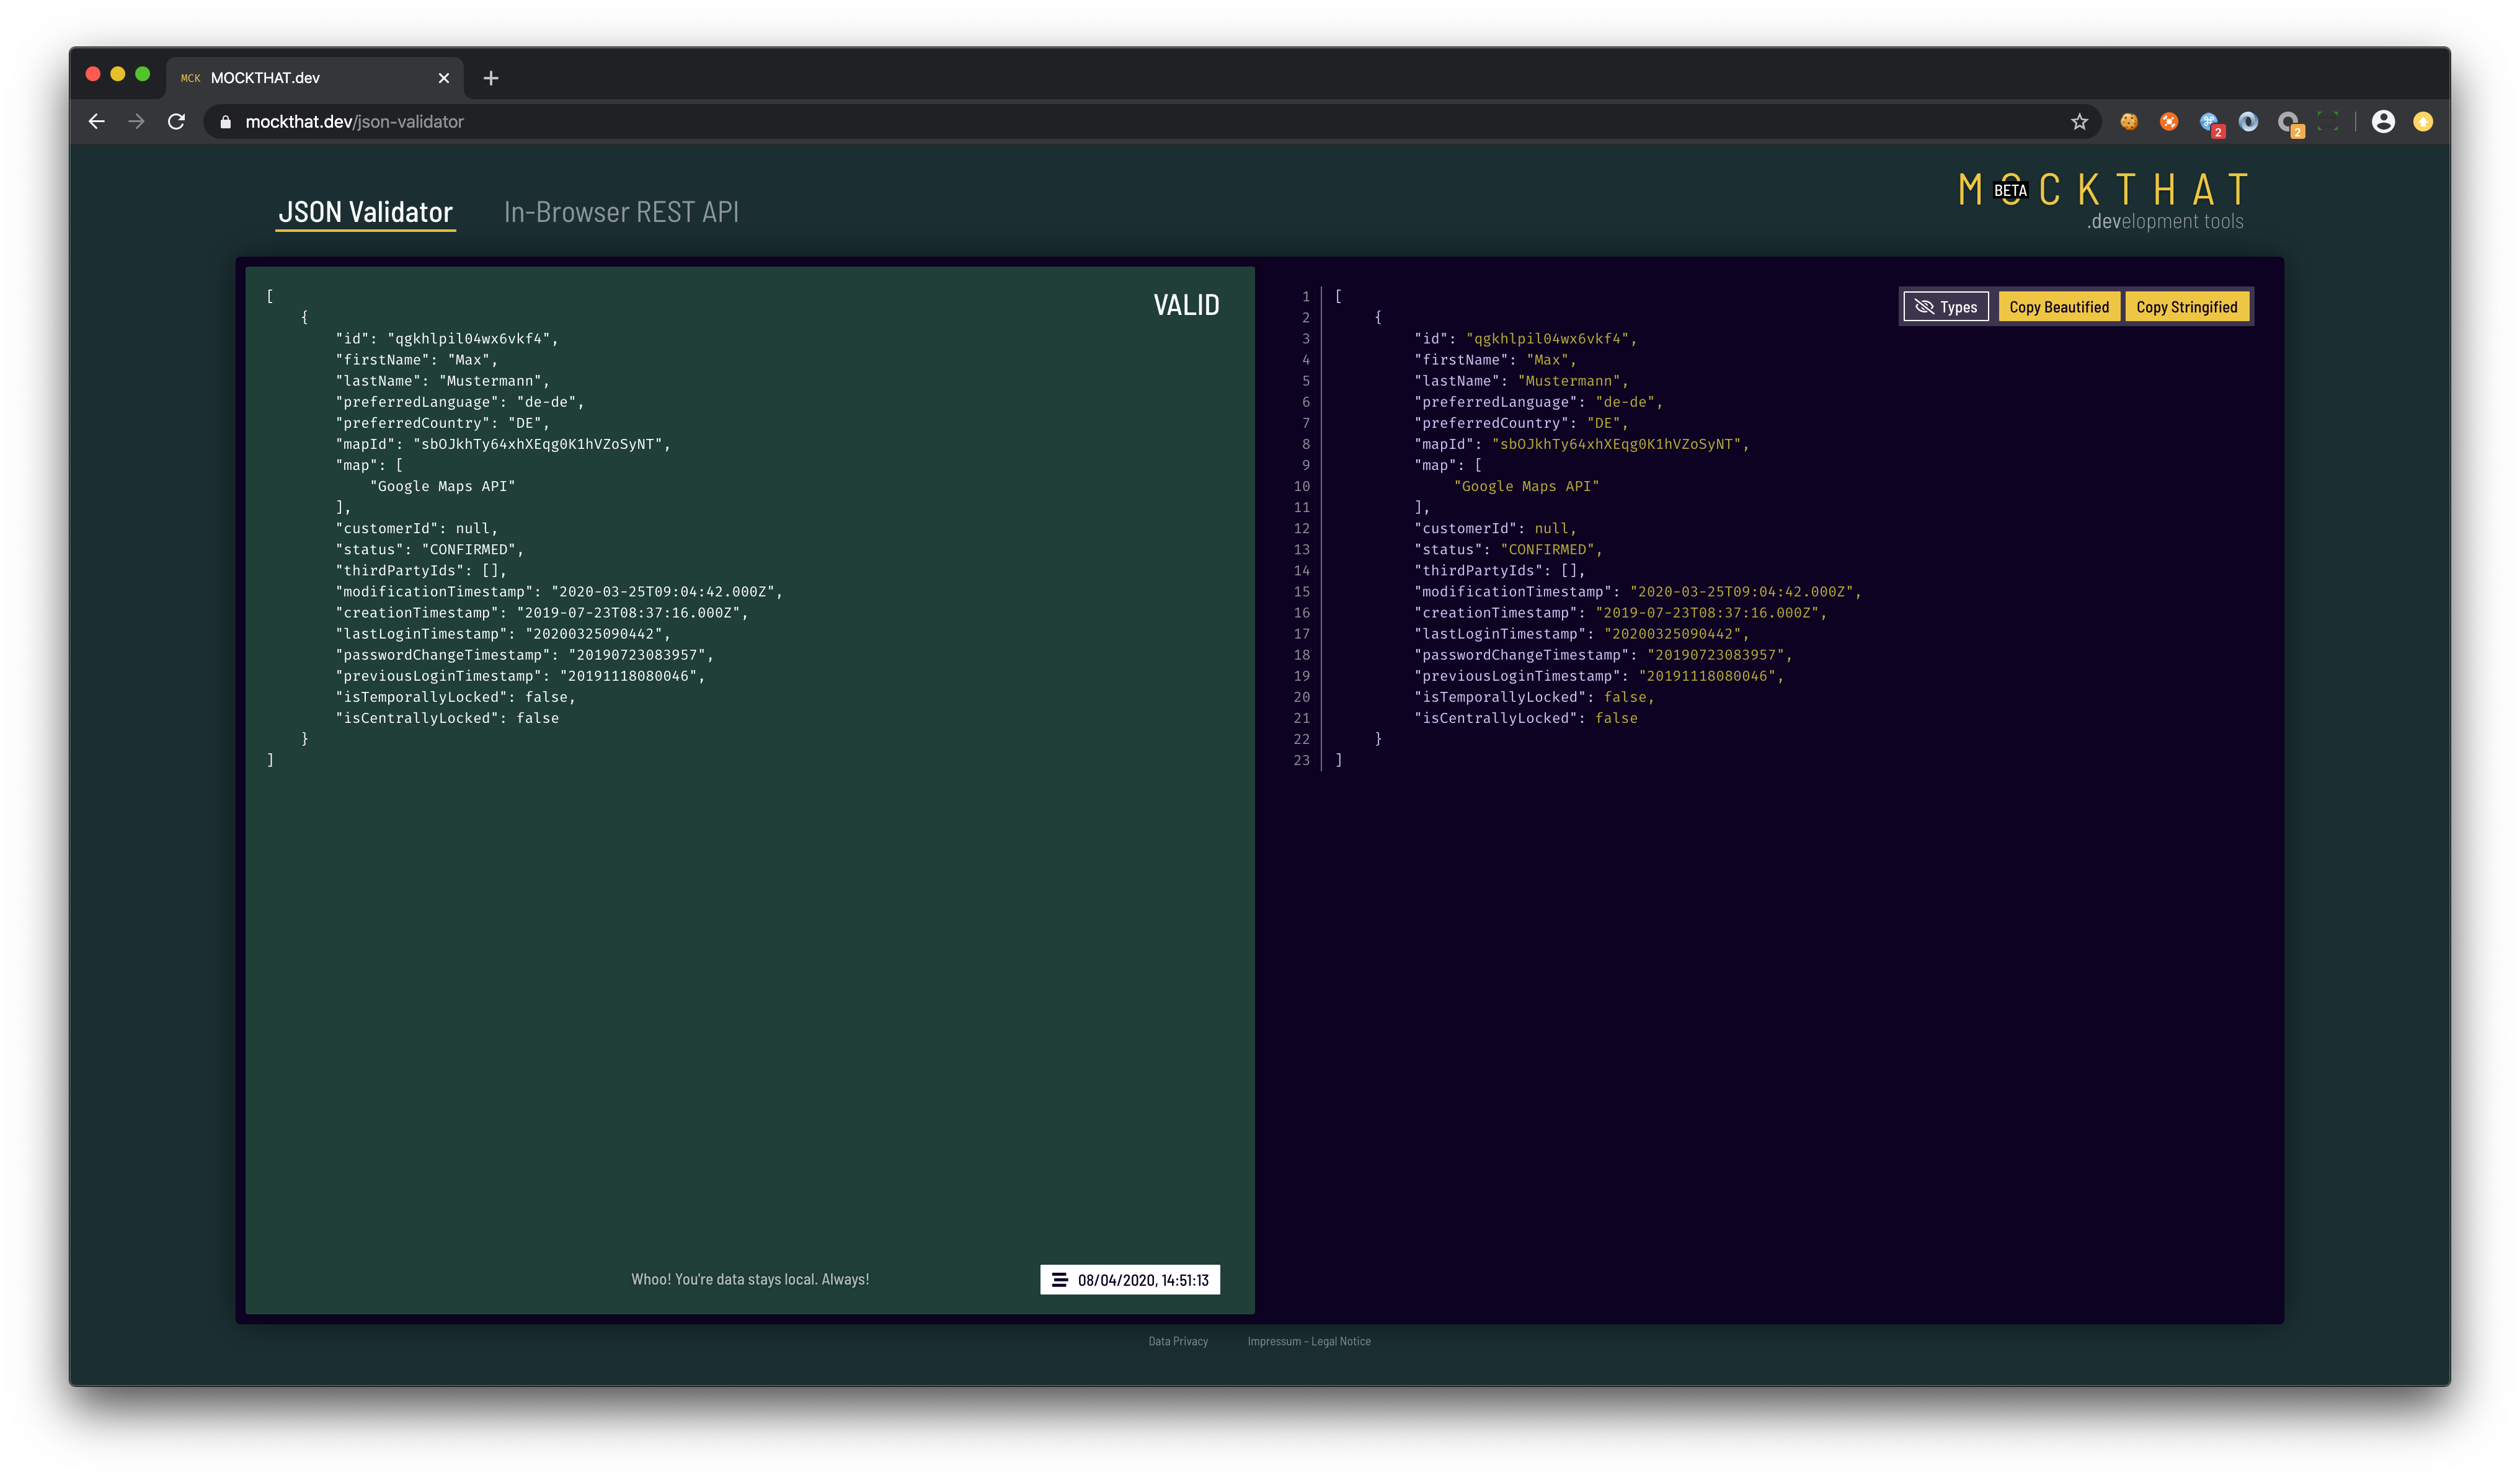 MCK MOCKTHAT.dev
mockthat.dev/json-validator
2
2
JSON Validator
In-Browser REST API
MOCKTHAT
BETA
.development tools
[
{
"id": "qgkhlpil04wx6vkf4",
"firstName": "Max",
"lastName": "Mustermann",
"preferredLanguage": "de-de",
"preferredCountry": "DE",
"mapId": "sbOJkhTy64xhXEqg0K1hVZoSyNT",
"map": [
"Google Maps API"
],
"customerId": null,
"status": "CONFIRMED",
"thirdPartyIds": [],
"modificationTimestamp": "2020-03-25T09:04:42.000Z",
"creationTimestamp": "2019-07-23T08:37:16.000Z",
"lastLoginTimestamp": "20200325090442",
"passwordChangeTimestamp": "20190723083957",
"previousLoginTimestamp": "20191118080046",
"isTemporallyLocked": false,
"isCentrallyLocked": false
}
]
VALID
Whoo! You're data stays local. Always!
08/04/2020, 14:51:13
Types
Copy Beautified
Copy Stringified
1 [
2 {
3 "id": "qgkhlpil04wx6vkf4",
4 "firstName": "Max",
5 "lastName": "Mustermann",
6 "preferredLanguage": "de-de",
7 "preferredCountry": "DE",
8 "mapId": "sbOJkhTy64xhXEqg0K1hVZoSyNT",
9 "map": [
10 "Google Maps API"
11 ],
12 "customerId": null,
13 "status": "CONFIRMED",
14 "thirdPartyIds": [],
15 "modificationTimestamp": "2020-03-25T09:04:42.000Z",
16 "creationTimestamp": "2019-07-23T08:37:16.000Z",
17 "lastLoginTimestamp": "20200325090442",
18 "passwordChangeTimestamp": "20190723083957",
19 "previousLoginTimestamp": "20191118080046",
20 "isTemporallyLocked": false,
21 "isCentrallyLocked": false
22 }
23 ]
Data Privacy
Impressum – Legal Notice